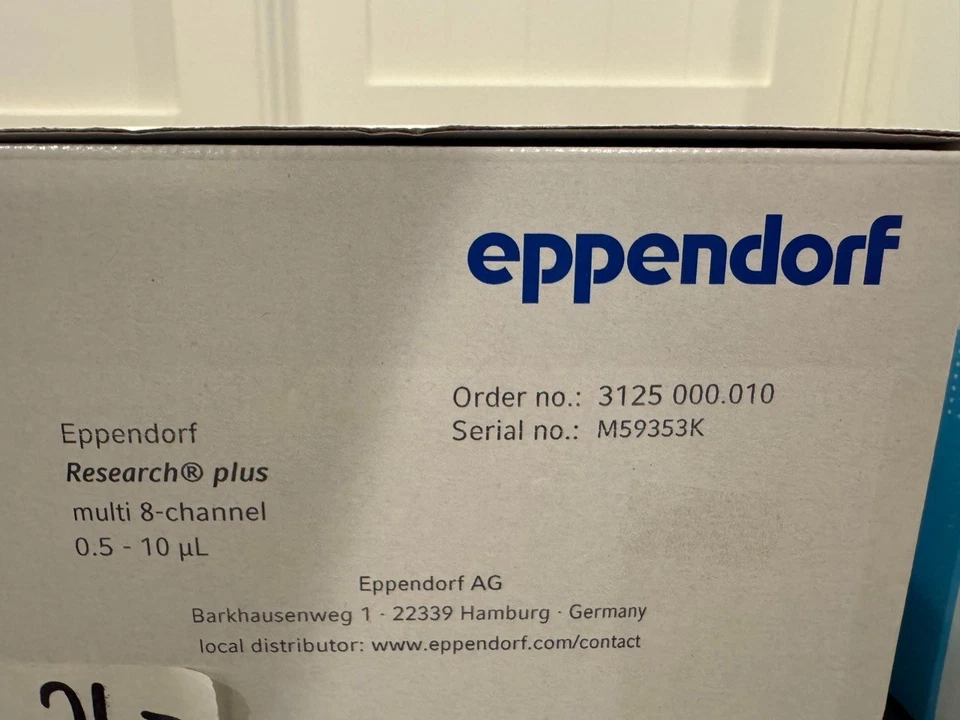 eppendorf
Order no.: 3125 000.010
Serial no.: M59353K
Eppendorf
Research® plus
multi 8-channel
0.5 - 10 µL
Eppendorf AG
Barkhausenweg 1 - 22339 Hamburg · Germany
local distributor: www.eppendorf.com/contact